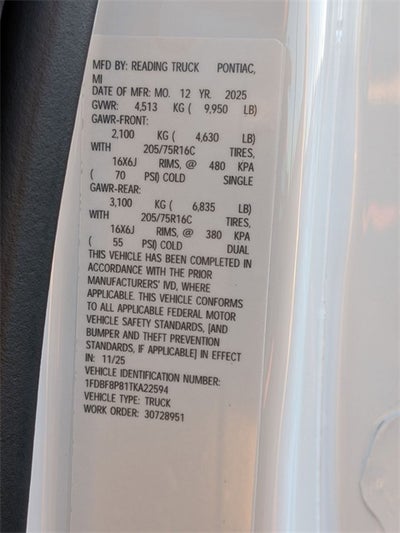 MFD BY: READING TRUCK PONTIAC,
MI
DATE OF MFR: MO. 12 YR. 2025
GVWR: 4,513 KG ( 9,950 LB)
GAWR-FRONT:
2,100 KG ( 4,630 LB)
WITH 205/75R16C TIRES,
16X6J RIMS, @ 480 KPA
( 70 PSI) COLD SINGLE
GAWR-REAR:
3,100 KG ( 6,835 LB)
WITH 205/75R16C TIRES,
16X6J RIMS, @ 380 KPA
( 55 PSI) COLD DUAL
THIS VEHICLE HAS BEEN COMPLETED IN
ACCORDANCE WITH THE PRIOR
MANUFACTURERS' IVD, WHERE
APPLICABLE. THIS VEHICLE CONFORMS
TO ALL APPLICABLE FEDERAL MOTOR
VEHICLE SAFETY STANDARDS, [AND
BUMPER AND THEFT PREVENTION
STANDARDS, IF APPLICABLE] IN EFFECT
IN: 11/25
VEHICLE IDENTIFICATION NUMBER:
1FDBF8P81TKA22594
VEHICLE TYPE: TRUCK
WORK ORDER: 30728951